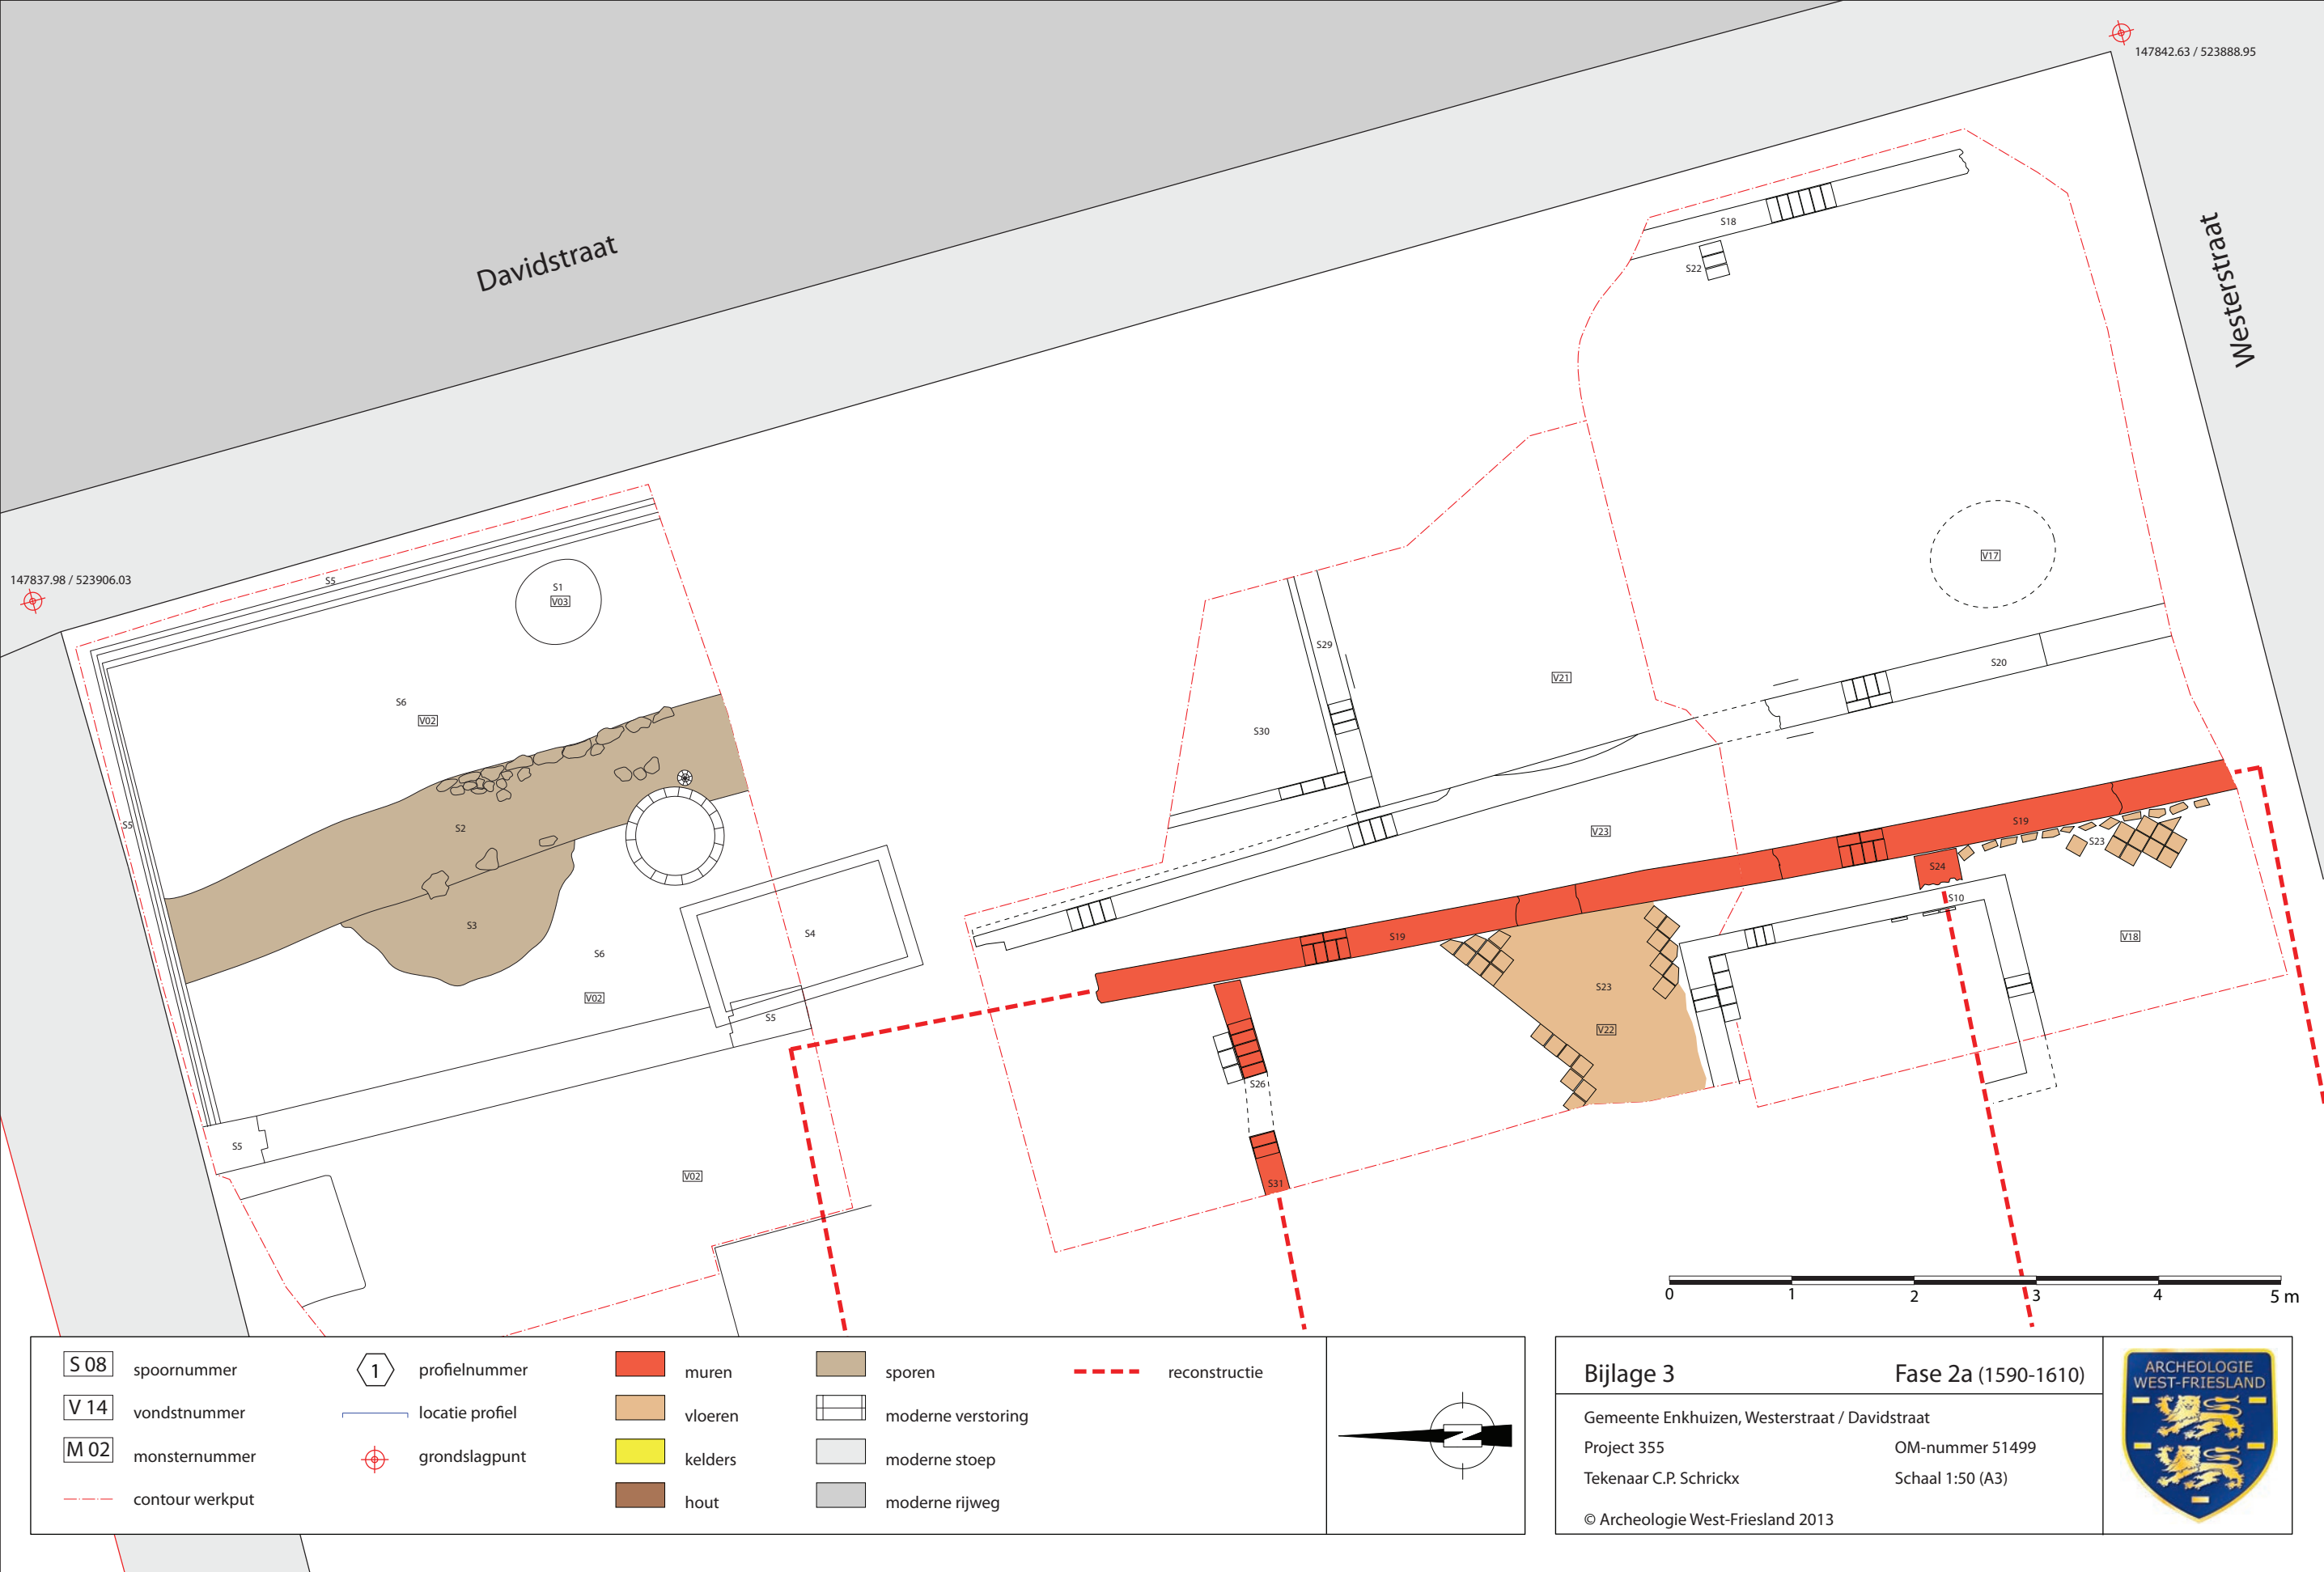 147842.63 / 523888.95
Westerstraat
Davidstraat
S18
S22
147837.98 / 523906.03
S5
S1
V03
V17
S29
S20
V21
S6
V02
S30
S2
S5
V23
S19
S23
S24
S10
S3
S4
S19
V18
S6
S23
V02
S5
V22
S26
S5
V02
S31
0 1 2 3 4 5 m
S 08 spoornummer
V 14 vondstnummer
M 02 monsternummer
contour werkput
1 profielnummer
locatie profiel
grondslagpunt
muren
vloeren
kelders
hout
sporen
moderne verstoring
moderne stoep
moderne rijweg
reconstructie
N
Bijlage 3 Fase 2a (1590-1610)
Gemeente Enkhuizen, Westerstraat / Davidstraat
Project 355 OM-nummer 51499
Tekenaar C.P. Schrickx Schaal 1:50 (A3)
© Archeologie West-Friesland 2013
ARCHEOLOGIE
WEST-FRIESLAND